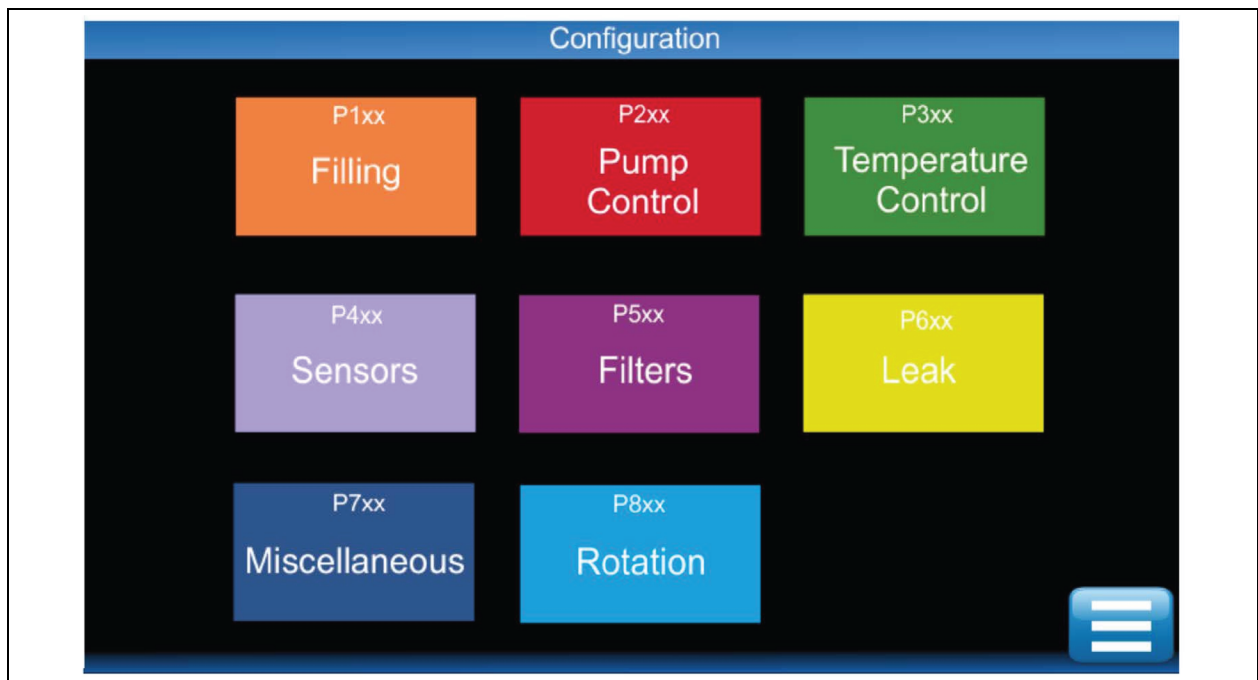 Configuration
P1xx
Filling
P2xx
Pump
Control
P3xx
Temperature
Control
P4xx
Sensors
P5xx
Filters
P6xx
Leak
P7xx
Miscellaneous
P8xx
Rotation